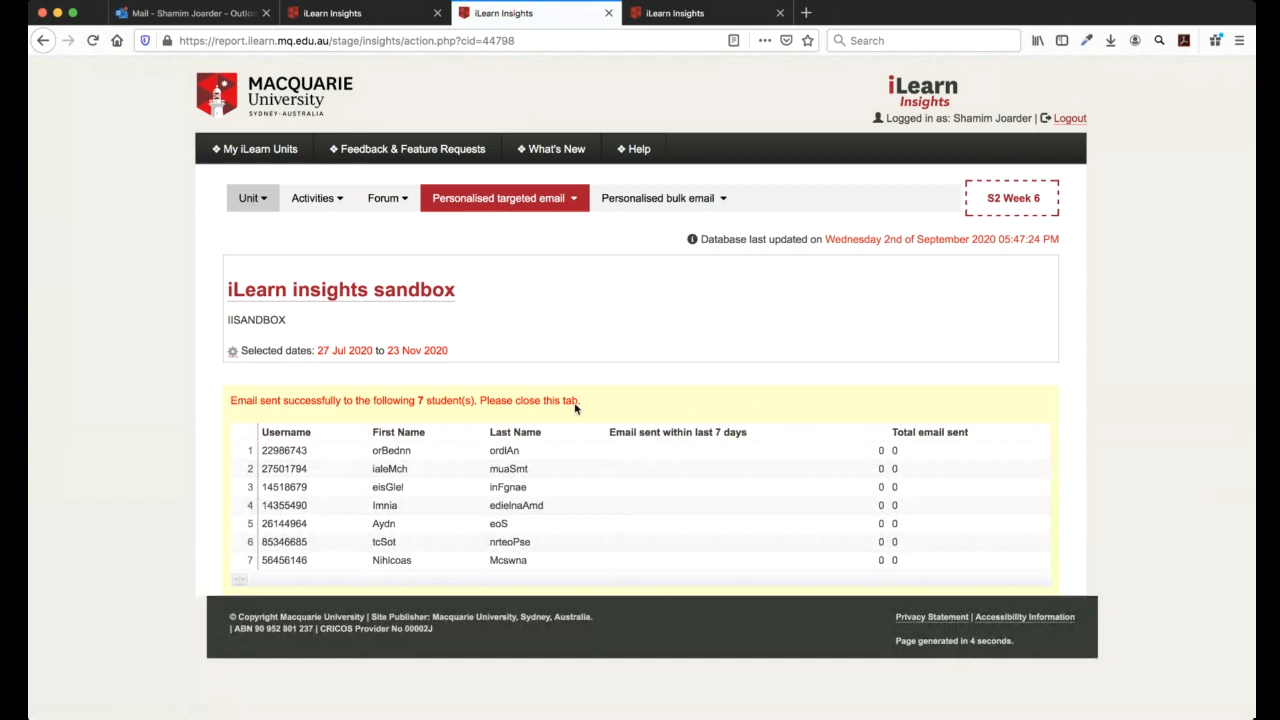 Mail - Shamim Joarder - Outloo
iLearn Insights
iLearn Insights
iLearn Insights
https://report.ilearn.mq.edu.au/stage/insights/action.php?cid=44798
Search
MACQUARIE
University
SYDNEY·AUSTRALIA
iLearn
Insights
Logged in as: Shamim Joarder | Logout
My iLearn Units
Feedback & Feature Requests
What's New
Help
Unit
Activities
Forum
Personalised targeted email
Personalised bulk email
S2 Week 6
Database last updated on Wednesday 2nd of September 2020 05:47:24 PM
iLearn insights sandbox
IISANDBOX
Selected dates: 27 Jul 2020 to 23 Nov 2020
Email sent successfully to the following 7 student(s). Please close this tab.
Username First Name Last Name Email sent within last 7 days Total email sent
1 22986743 orBednn ordlAn 0 0
2 27501794 ialeMch muaSmt 0 0
3 14518679 eisGlel inFgnae 0 0
4 14355490 Imnia edielnaAmd 0 0
5 26144964 Aydn eoS 0 0
6 85346685 tcSot nrteoPse 0 0
7 56456146 Nihlcoas Mcswna 0 0
© Copyright Macquarie University | Site Publisher: Macquarie University, Sydney, Australia.
| ABN 90 952 801 237 | CRICOS Provider No 00002J
Privacy Statement | Accessibility Information
Page generated in 4 seconds.